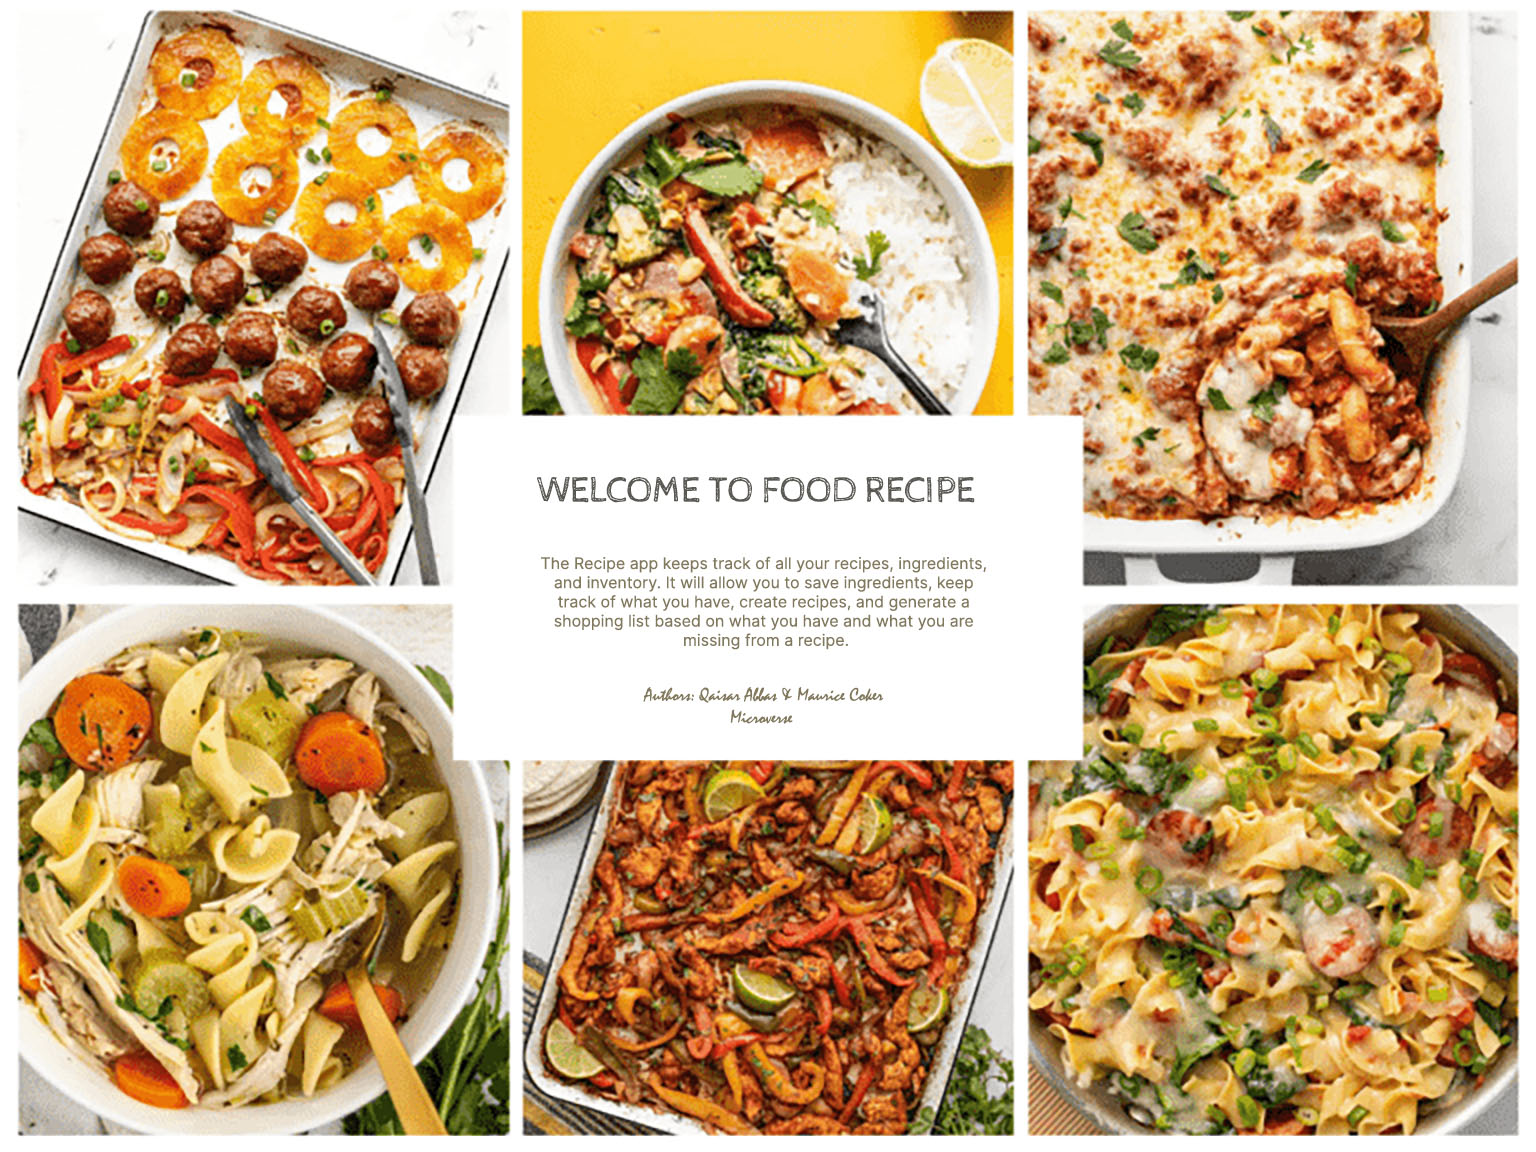 WELCOME TO FOOD RECIPE
The Recipe app keeps track of all your recipes, ingredients,
and inventory. It will allow you to save ingredients, keep
track of what you have, create recipes, and generate a
shopping list based on what you have and what you are
missing from a recipe.
Authors: Qaisar Abbas & Maurice Coker
Microverse